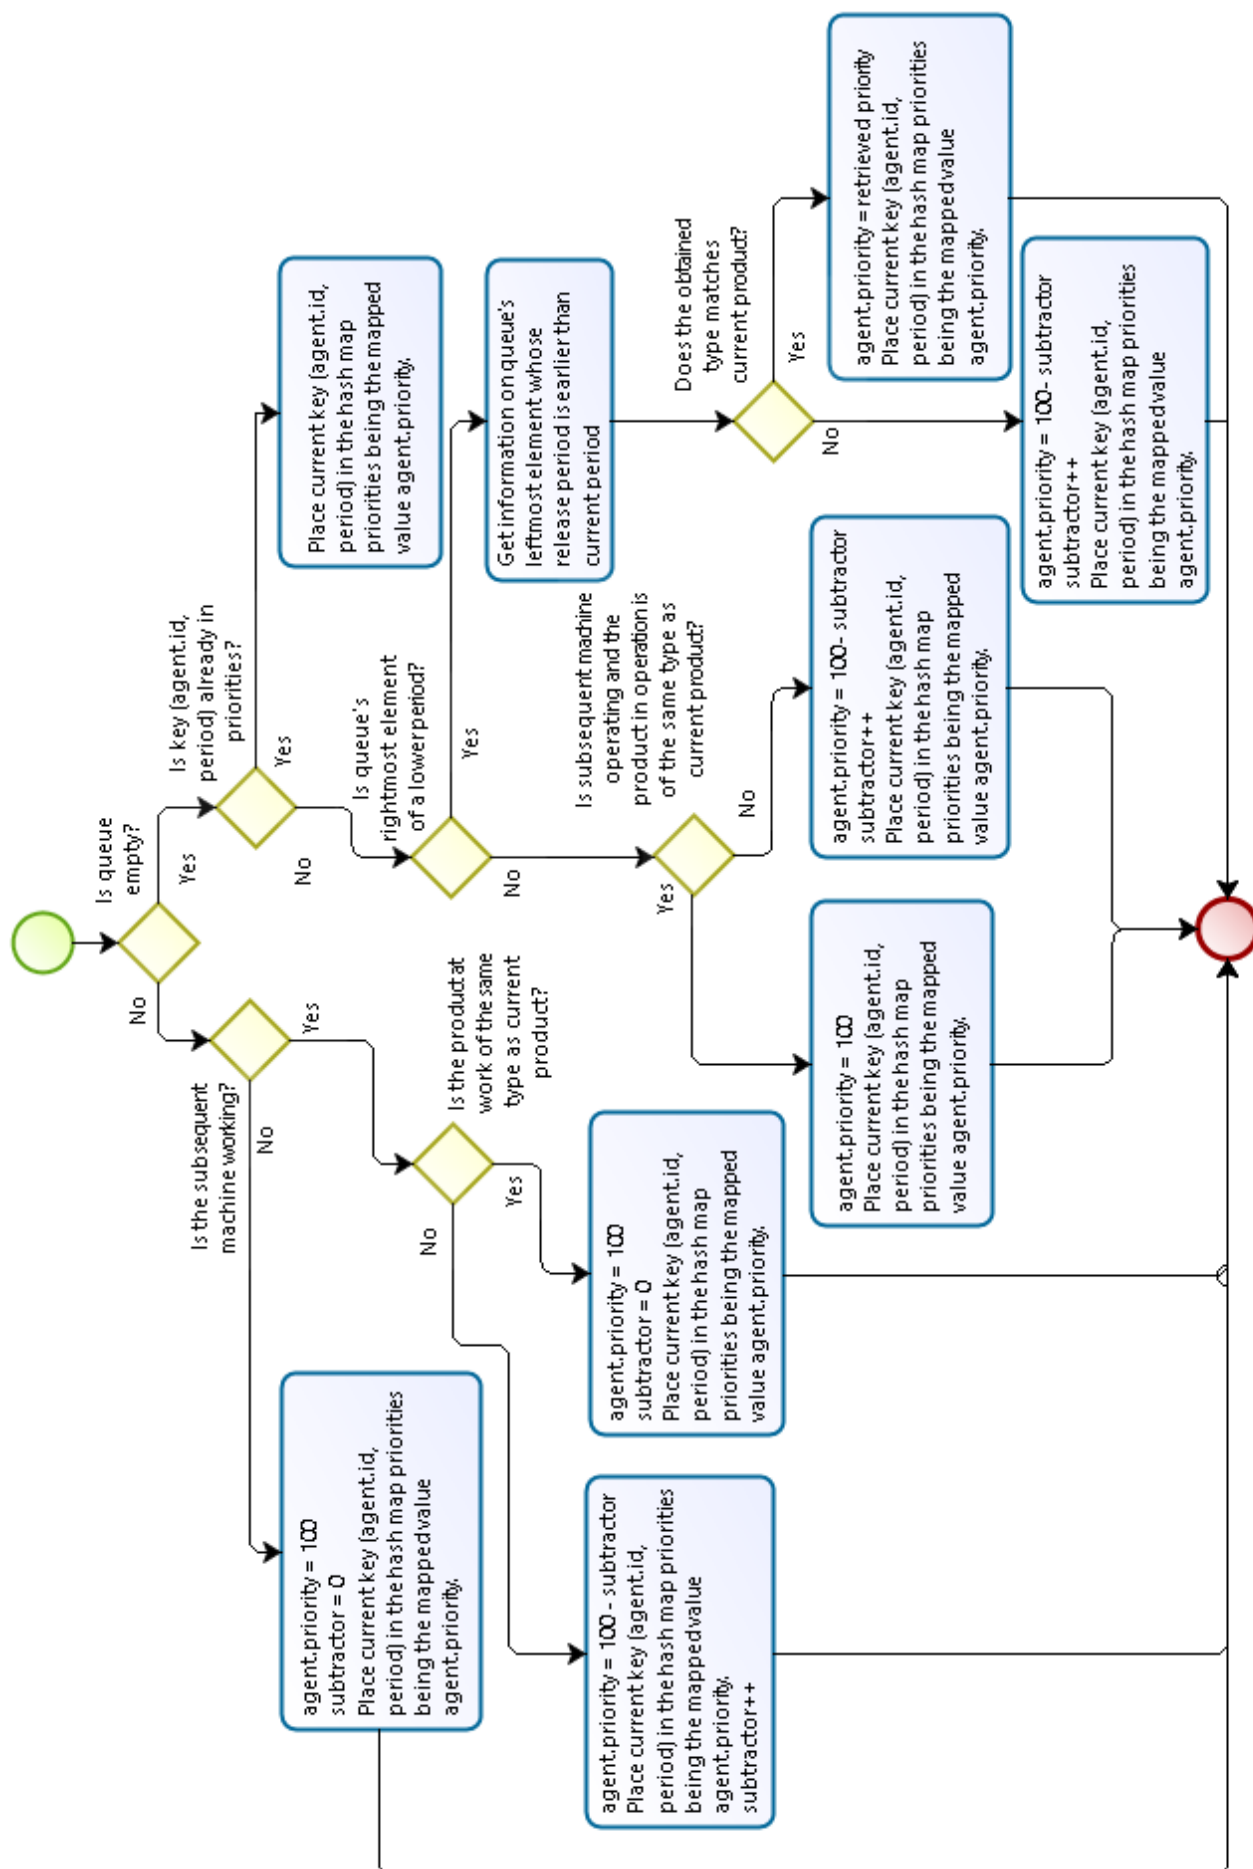 Is queue
empty?
Yes
No
Is key (agent.id,
period) already in
priorities?
Yes
No
Place current key (agent.id,
period) in the hash map
priorities being the mapped
value agent.priority.
Is queue's
rightmost element
of a lower period?
Yes
No
Get information on queue's
leftmost element whose
release period is earlier than
current period
Does the obtained
type matches
current product?
Yes
No
agent.priority = retrieved priority
Place current key (agent.id,
period) in the hash map priorities
being the mapped value
agent.priority.
agent.priority = 100- subtractor
subtractor++
Place current key (agent.id,
period) in the hash map priorities
being the mapped value
agent.priority.
Is subsequent machine
operating and the
product in operation is
of the same type as
current product?
No
Yes
agent.priority = 100- subtractor
subtractor++
Place current key (agent.id,
period) in the hash map
priorities being the mapped
value agent.priority.
agent.priority = 100
Place current key (agent.id,
period) in the hash map
priorities being the mapped
value agent.priority.
Is the subsequent
machine working?
No
Yes
Is the product at
work of the same
type as current
product?
Yes
No
agent.priority = 100
subtractor = 0
Place current key (agent.id,
period) in the hash map
priorities being the mapped
value agent.priority.
agent.priority = 100
subtractor = 0
Place current key (agent.id,
period) in the hash map priorities
being the mapped value
agent.priority.
agent.priority = 100 - subtractor
Place current key (agent.id,
period) in the hash map priorities
being the mapped value
agent.priority.
subtractor++